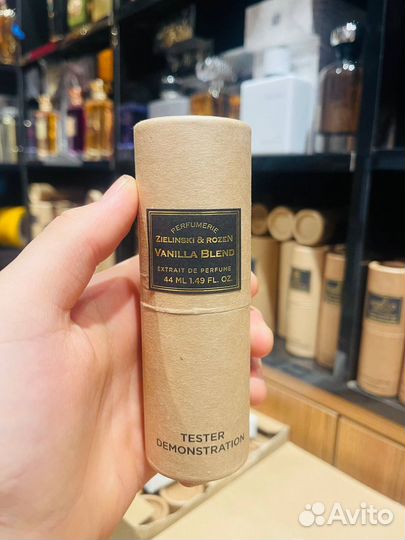 PERFUMERIE
ZIELINSKI & ROZEN
VANILLA BLEND
EXTRAIT DE PERFUME
44 ML 1.49 FL. OZ.
TESTER
DEMONSTRATION
Avito